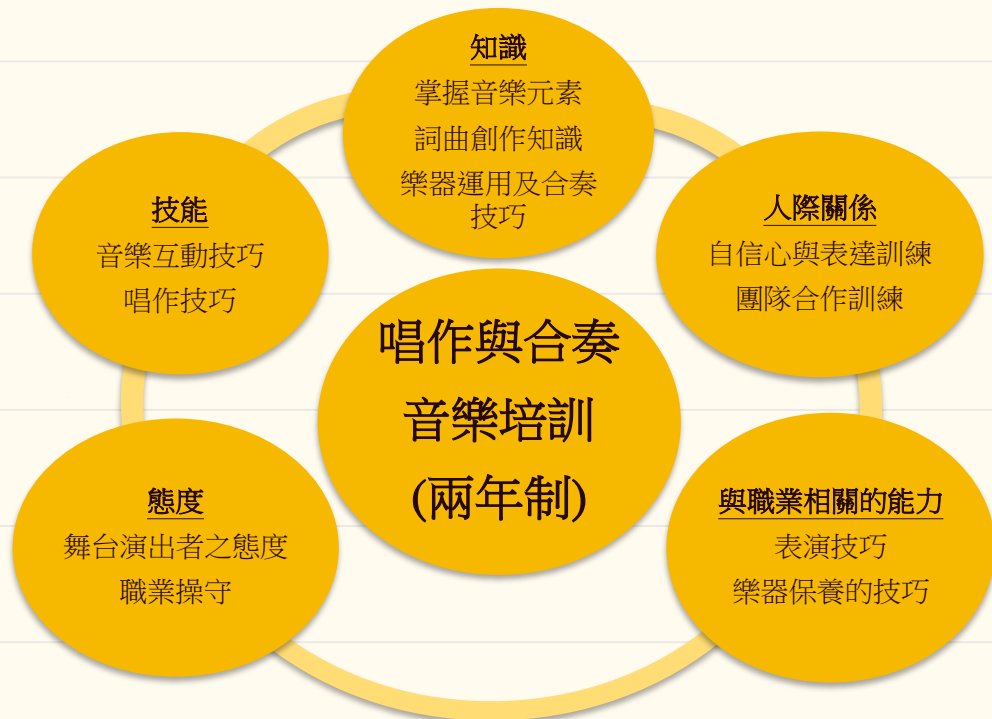 知識
掌握音樂元素
詞曲創作知識
樂器運用及合奏
技巧
人際關係
自信心與表達訓練
團隊合作訓練
與職業相關的能力
表演技巧
樂器保養的技巧
態度
舞台演出者之態度
職業操守
技能
音樂互動技巧
唱作技巧
唱作與合奏
音樂培訓
(兩年制)